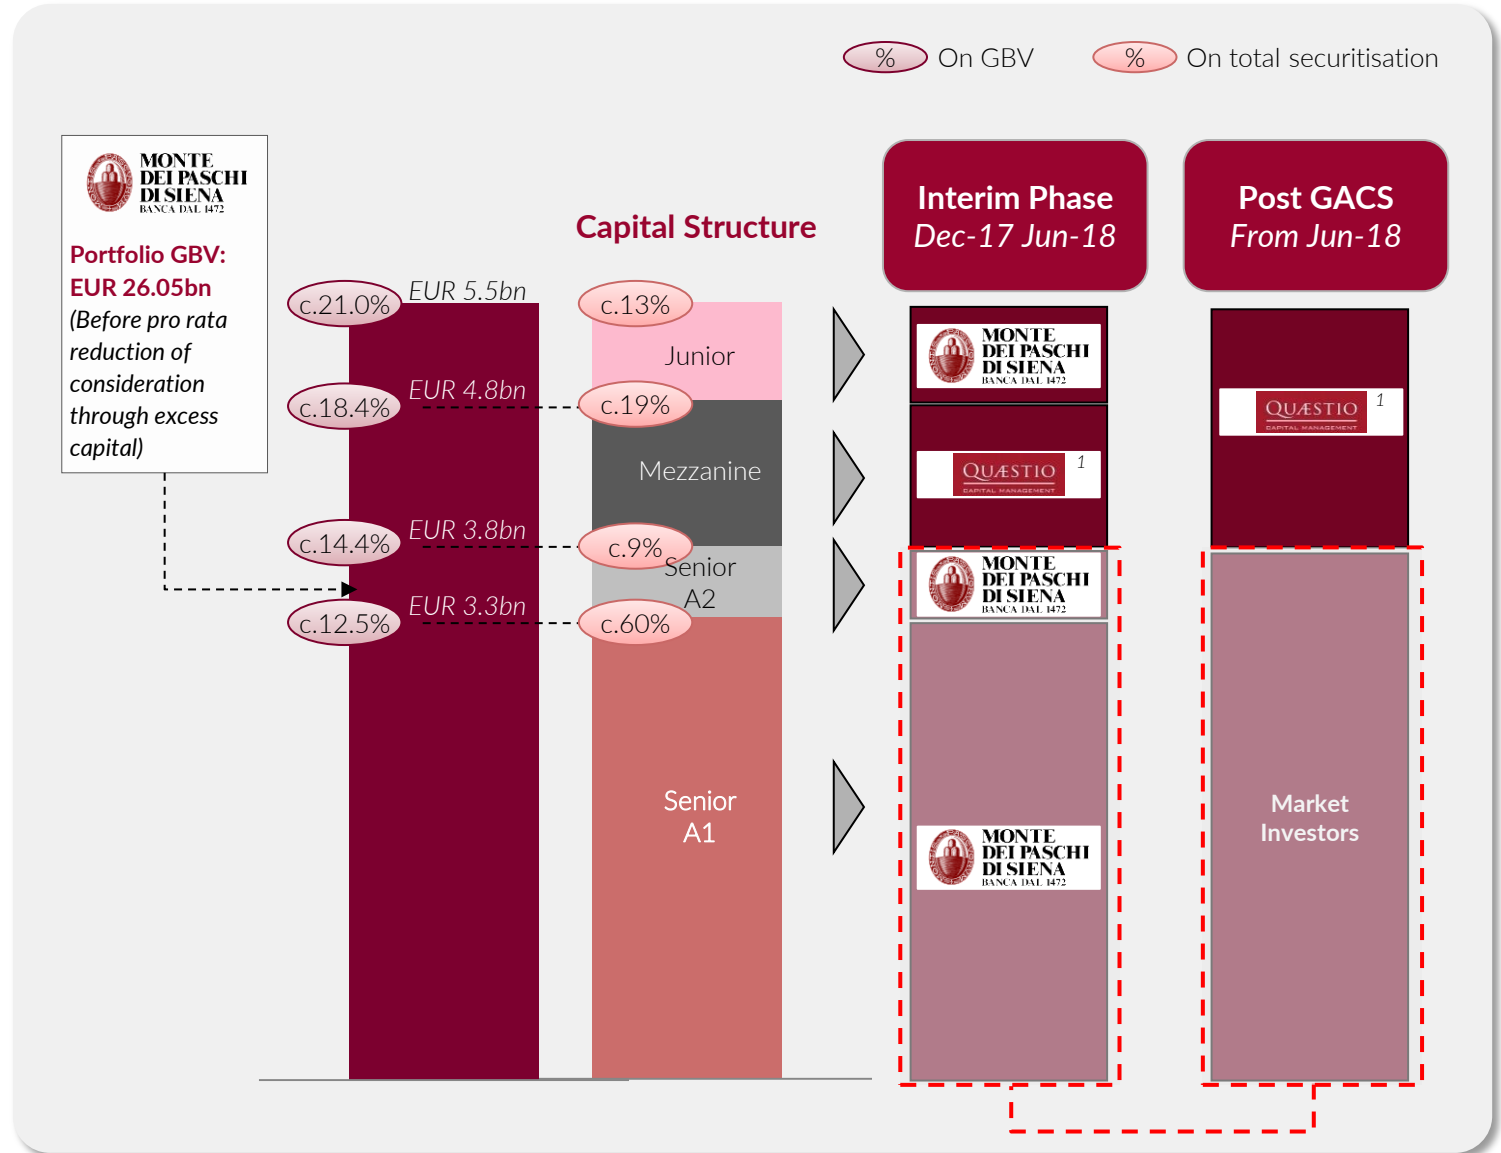 % On GBV
% On total securitisation
MONTE
DEI PASCHI
DI SIENA
BANCA DAL 1472
Portfolio GBV:
EUR 26.05bn
(Before pro rata
reduction of
consideration
through excess
capital)
Capital Structure
Interim Phase
Dec-17 Jun-18
Post GACS
From Jun-18
c.21.0%
EUR 5.5bn
c.18.4%
EUR 4.8bn
c.14.4%
EUR 3.8bn
c.12.5%
EUR 3.3bn
c.13%
Junior
c.19%
Mezzanine
c.9%
Senior
A2
c.60%
Senior
A1
MONTE
DEI PASCHI
DI SIENA
BANCA DAL 1472
QUÆSTIO
CAPITAL MANAGEMENT
1
MONTE
DEI PASCHI
DI SIENA
BANCA DAL 1472
MONTE
DEI PASCHI
DI SIENA
BANCA DAL 1472
QUÆSTIO
CAPITAL MANAGEMENT
1
Market
Investors